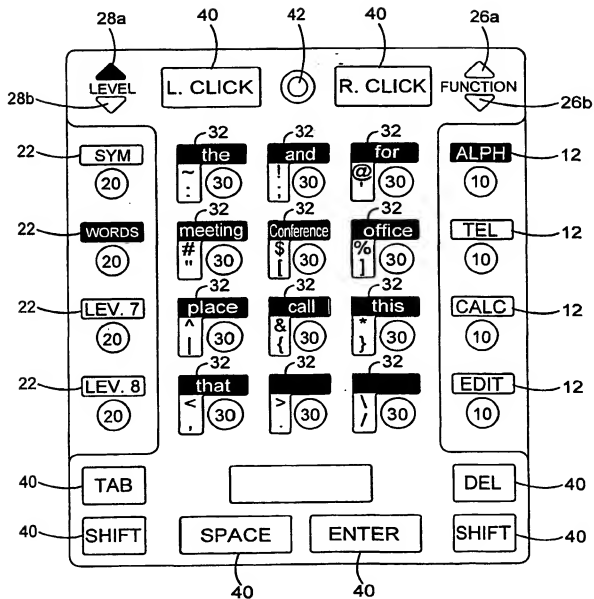 28a 40 42 40 26a
LEVEL L. CLICK R. CLICK FUNCTION
28b 26b
32 32 32
22 SYM the and for ALPH 12
~ ! @
: ; '
20 30 30 30 10
32 32 32
22 WORDS meeting Conference office TEL 12
# $ %
" [ ]
20 30 30 30 10
32 32 32
22 LEV. 7 place call this CALC 12
^ & *
| { }
20 30 30 30 10
32 32 32
22 LEV. 8 that EDIT 12
< > \
, . /
20 30 30 30 10
40 TAB DEL 40
40 SHIFT SPACE ENTER SHIFT 40
40 40